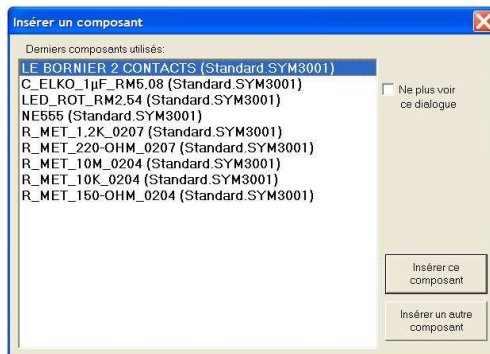 Insérer un composant
Derniers composants utilisés:
LE BORNIER 2 CONTACTS (Standard.SYM3001)
C_ELKO_1µF_RM5,08 (Standard.SYM3001)
LED_ROT_RM2,54 (Standard.SYM3001)
NE555 (Standard.SYM3001)
R_MET_1,2K_0207 (Standard.SYM3001)
R_MET_220-OHM_0207 (Standard.SYM3001)
R_MET_10M_0204 (Standard.SYM3001)
R_MET_10K_0204 (Standard.SYM3001)
R_MET_150-OHM_0204 (Standard.SYM3001)
Ne plus voir
ce dialogue
Insérer ce
composant
Insérer un autre
composant